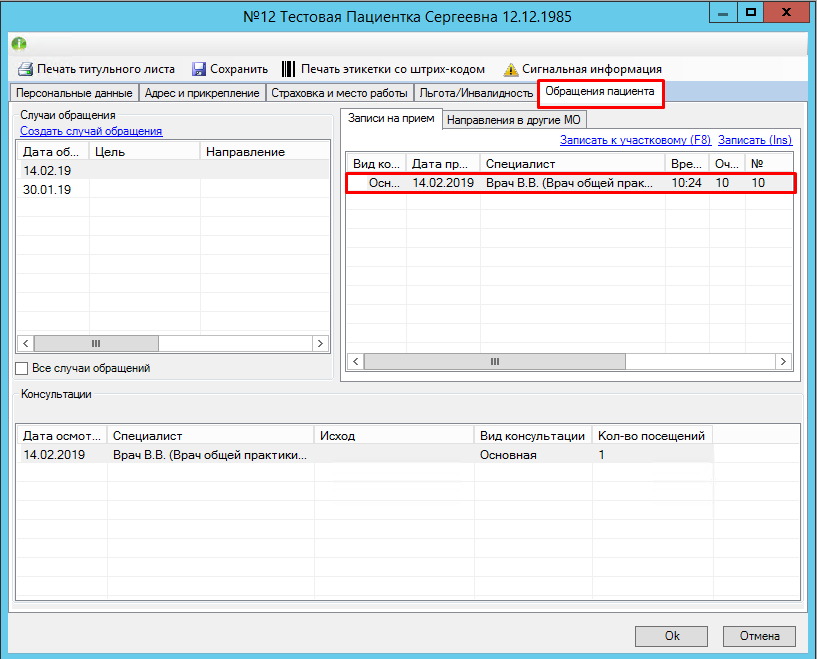 №12 Тестовая Пациентка Сергеевна 12.12.1985
Печать титульного листа Сохранить Печать этикетки со штрих-кодом Сигнальная информация
Персональные данные Адрес и прикрепление Страховка и место работы Льгота/Инвалидность Обращения пациента
Случаи обращения
Создать случай обращения
Дата об... Цель Направление
14.02.19
30.01.19
Все случаи обращений
Записи на прием Направления в другие МО
Записать к участковому (F8) Записать (Ins)
Вид ко... Дата пр... Специалист Вре... Оч... №
Осн... 14.02.2019 Врач В.В. (Врач общей прак... 10:24 10 10
Консультации
Дата осмот... Специалист Исход Вид консультации Кол-во посещений
14.02.2019 Врач В.В. (Врач общей практики... Основная 1
Ok Отмена